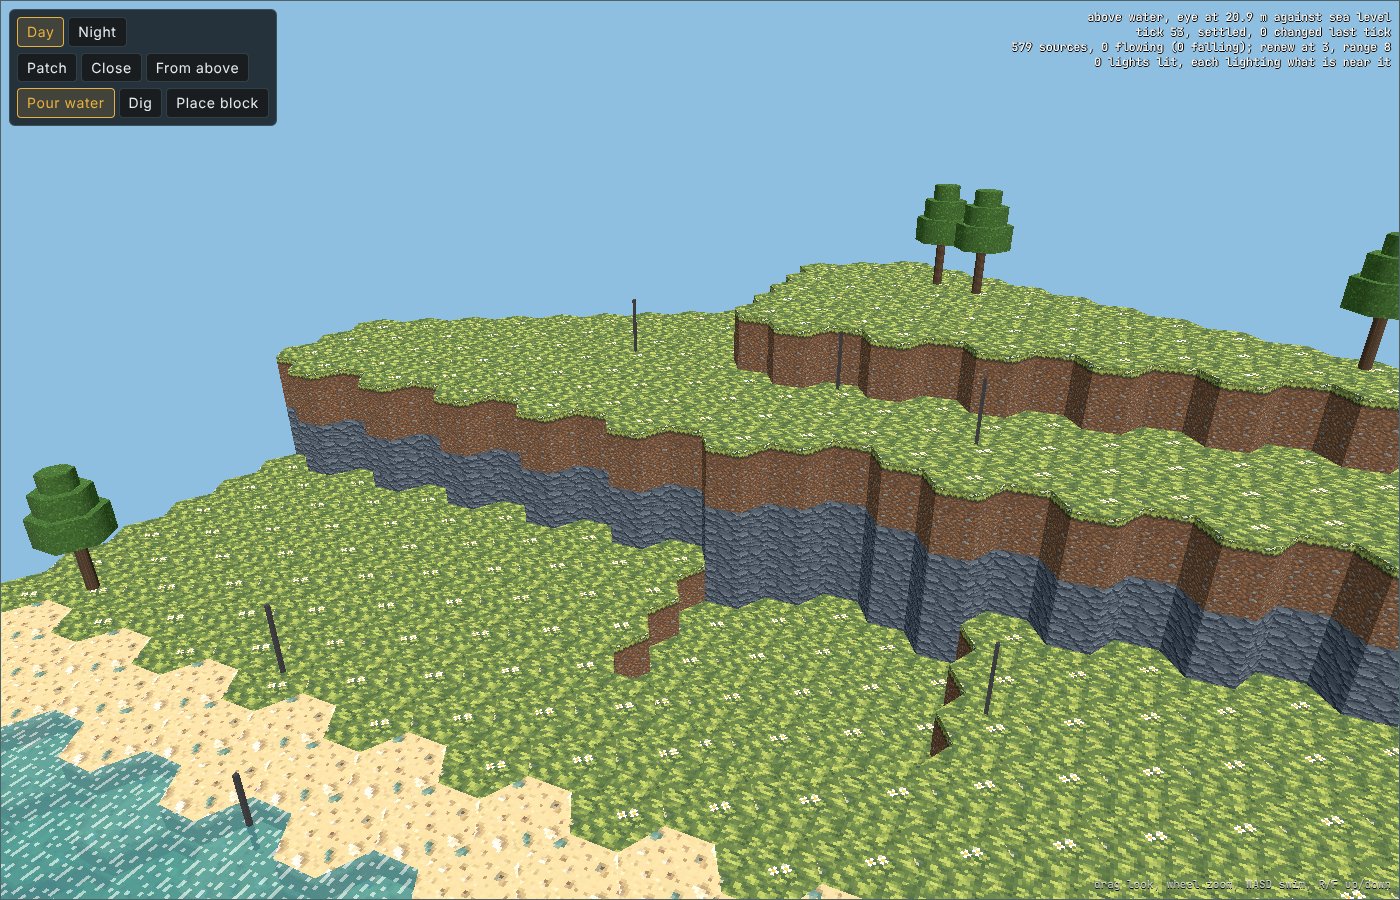 Day Night
Patch Close From above
Pour water Dig Place block
above water, eye at 20.9 m against sea level
tick 53, settled, 0 changed last tick
579 sources, 0 flowing (0 falling); renew at 3, range 8
0 lights lit, each lighting what is near it
drag look, wheel zoom, WASD swim, R/F up/down